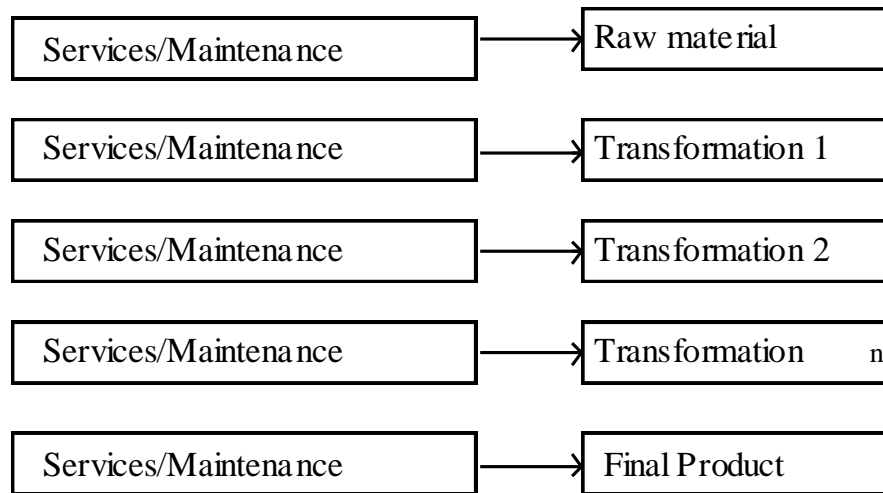 Services/Maintenance Raw material
Services/Maintenance Transformation 1
Services/Maintenance Transformation 2
Services/Maintenance Transformation n
Services/Maintenance Final Product